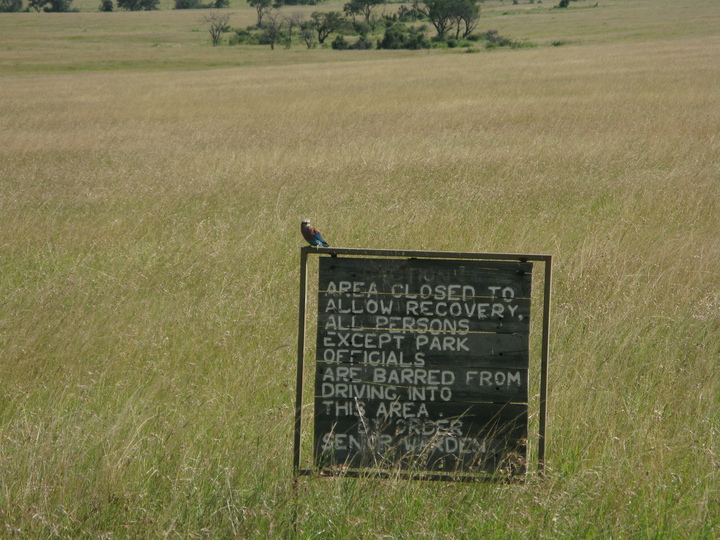 AREA CLOSED TO
ALLOW RECOVERY.
ALL PERSONS
EXCEPT PARK
OFFICIALS
ARE BARRED FROM
DRIVING INTO
THIS AREA.
BY ORDER
SENIOR WARDEN